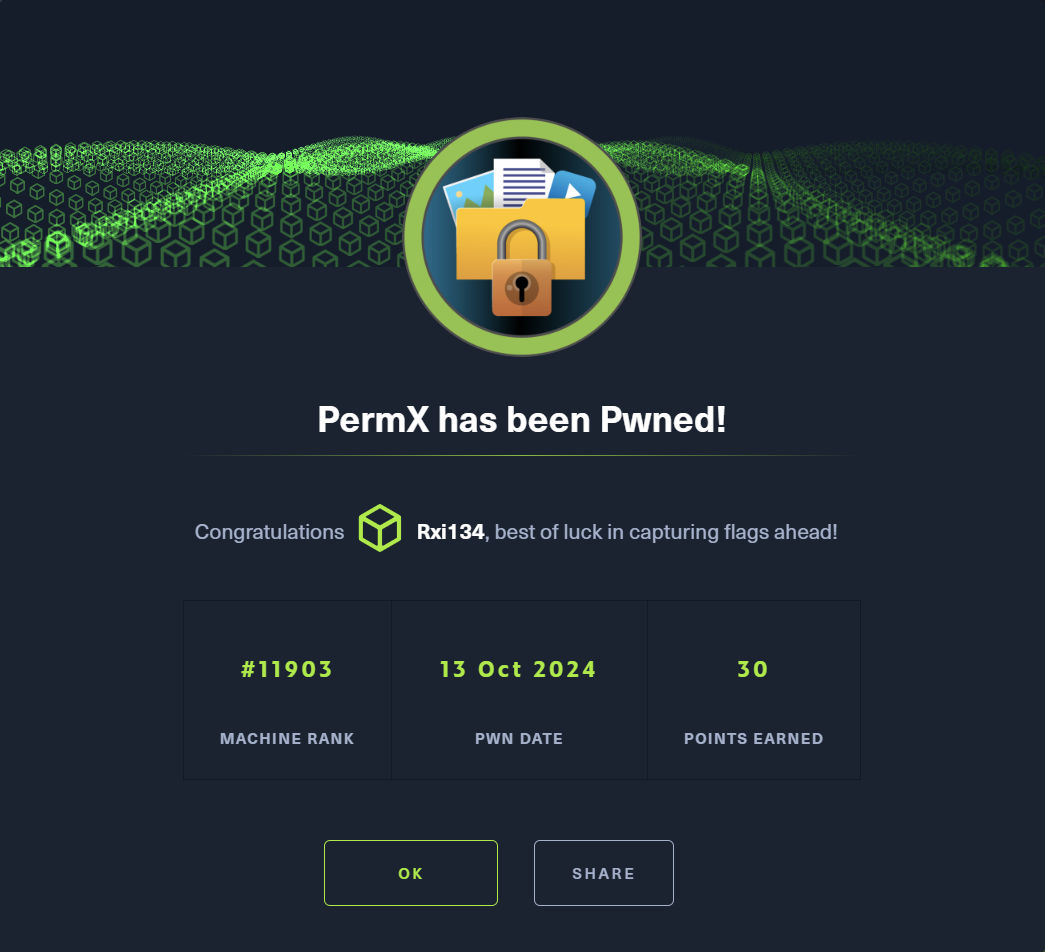 PermX has been Pwned!
Congratulations Rxi134, best of luck in capturing flags ahead!
#11903 13 Oct 2024 30
MACHINE RANK PWN DATE POINTS EARNED
OK SHARE